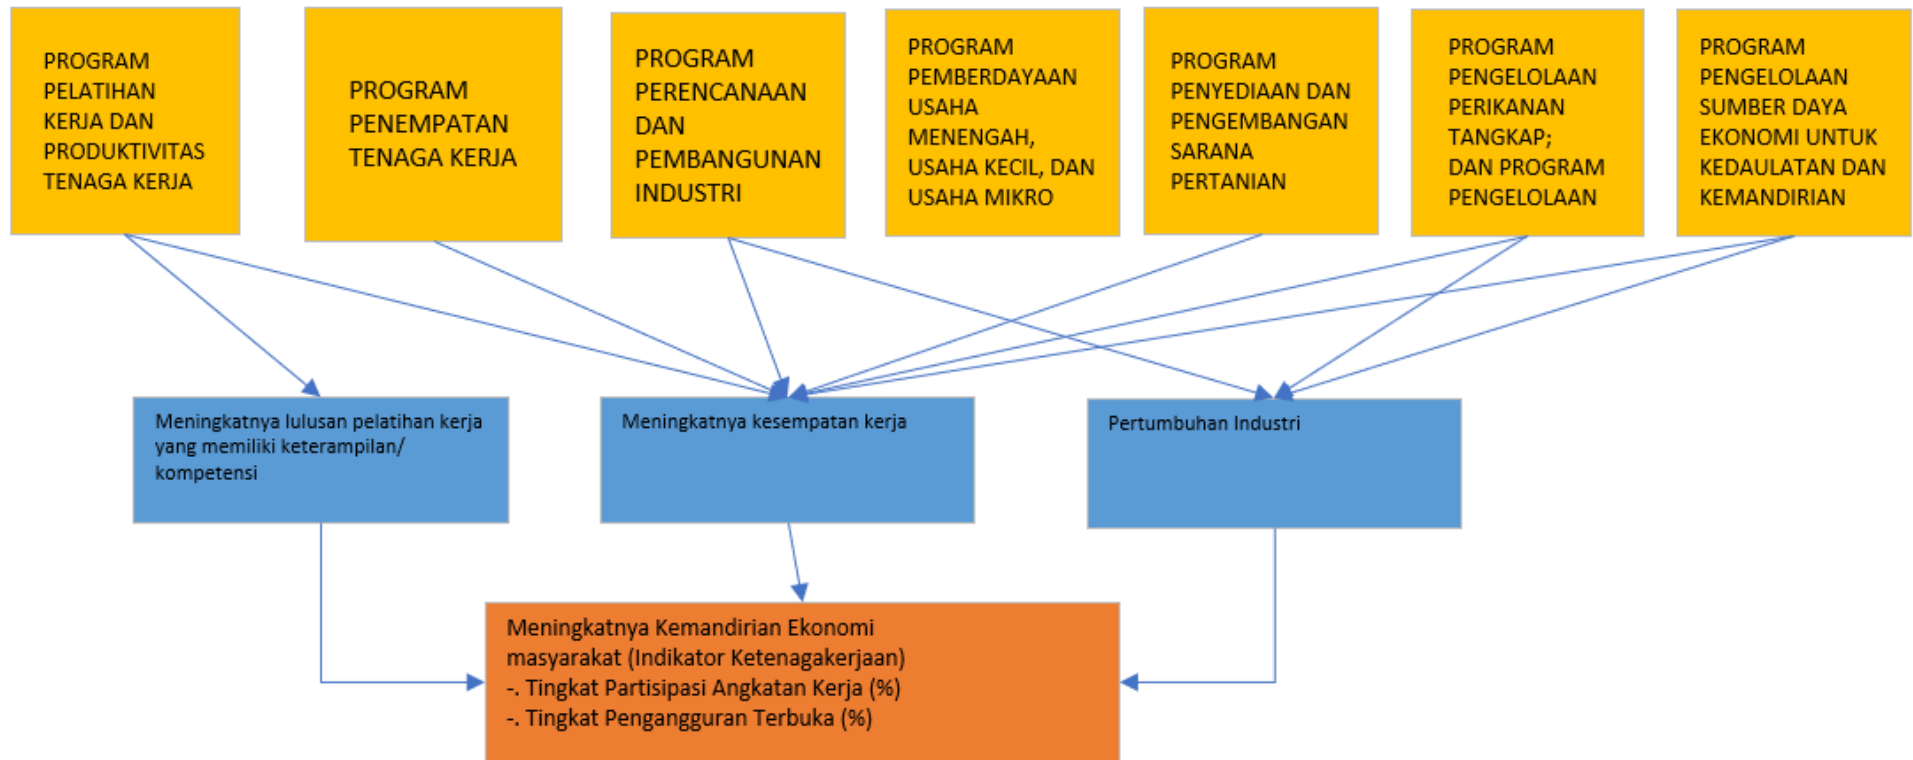 PROGRAM
PELATIHAN
KERJA DAN
PRODUKTIVITAS
TENAGA KERJA
PROGRAM
PENEMPATAN
TENAGA KERJA
PROGRAM
PERENCANAAN
DAN
PEMBANGUNAN
INDUSTRI
PROGRAM
PEMBERDAYAAN
USAHA
MENENGAH,
USAHA KECIL, DAN
USAHA MIKRO
PROGRAM
PENYEDIAAN DAN
PENGEMBANGAN
SARANA
PERTANIAN
PROGRAM
PENGELOLAAN
PERIKANAN
TANGKAP;
DAN PROGRAM
PENGELOLAAN
PROGRAM
PENGELOLAAN
SUMBER DAYA
EKONOMI UNTUK
KEDAULATAN DAN
KEMANDIRIAN
Meningkatnya lulusan pelatihan kerja
yang memiliki keterampilan/
kompetensi
Meningkatnya kesempatan kerja
Pertumbuhan Industri
Meningkatnya Kemandirian Ekonomi
masyarakat (Indikator Ketenagakerjaan)
-. Tingkat Partisipasi Angkatan Kerja (%)
-. Tingkat Pengangguran Terbuka (%)